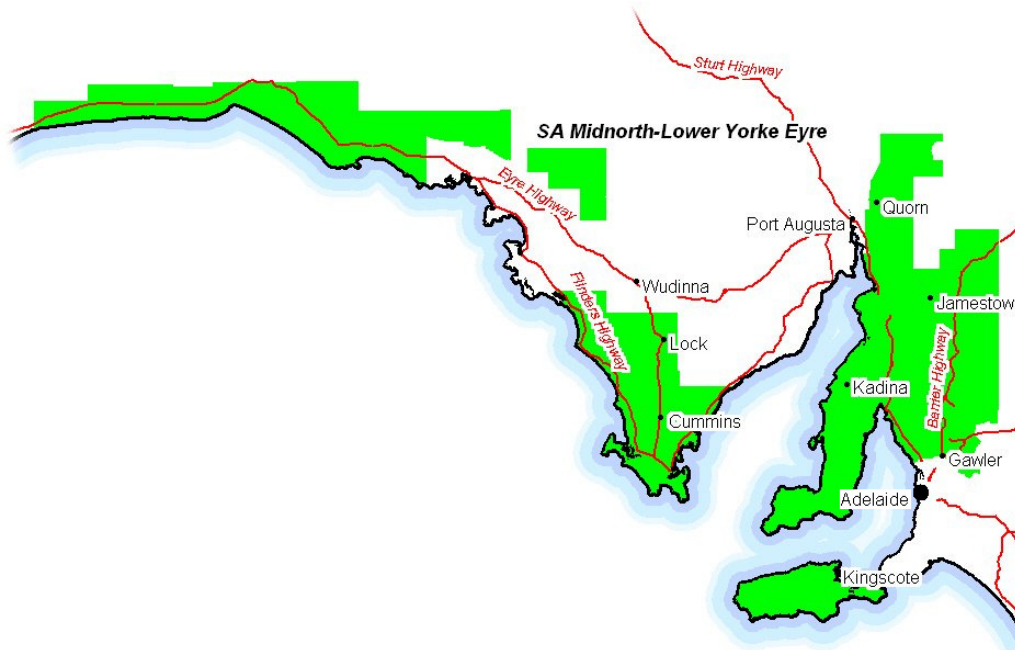 Sturt Highway
SA Midnorth-Lower Yorke Eyre
Eyre Highway
Quorn
Port Augusta
Wudinna
Flinders Highway
Jamestow
Lock
Barrier Highway
Kadina
Cummins
Gawler
Adelaide
Kingscote